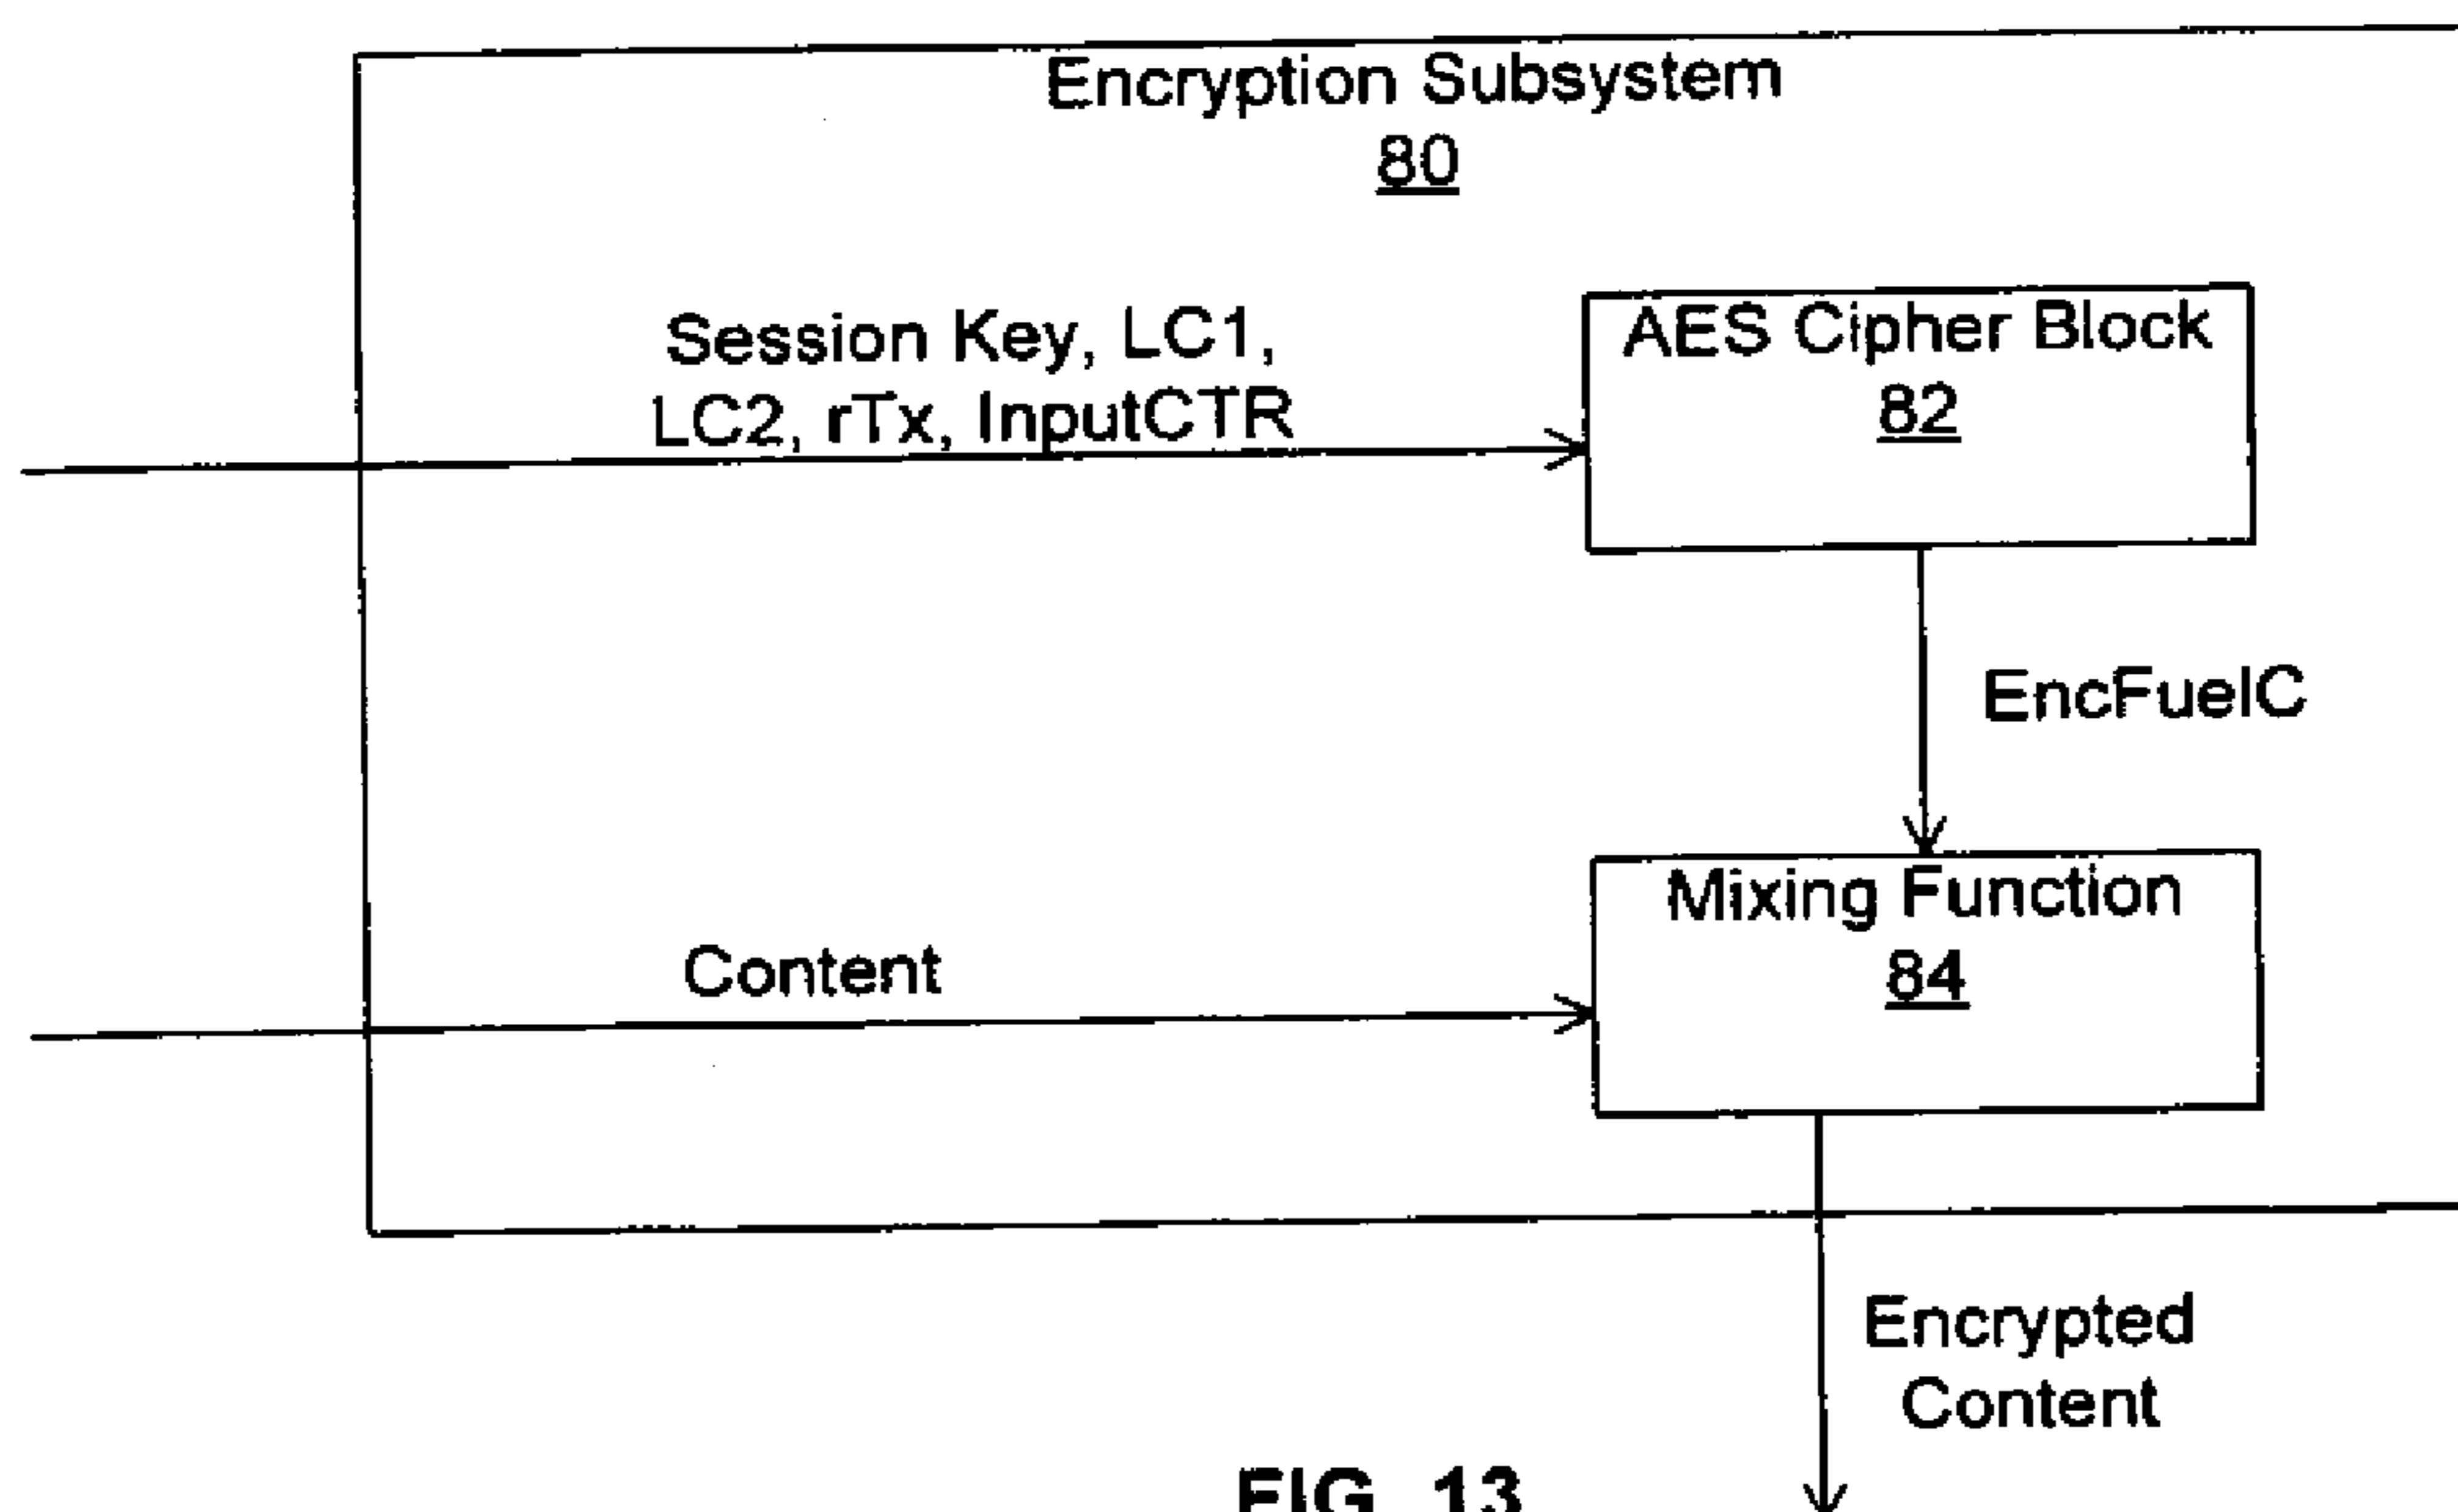 Encryption Subsystem
80
Session Key, LC1,
LC2, rTx, InputCTR
AES Cipher Block
82
EncFuelC
Mixing Function
84
Content
Encrypted
Content
FIG. 13